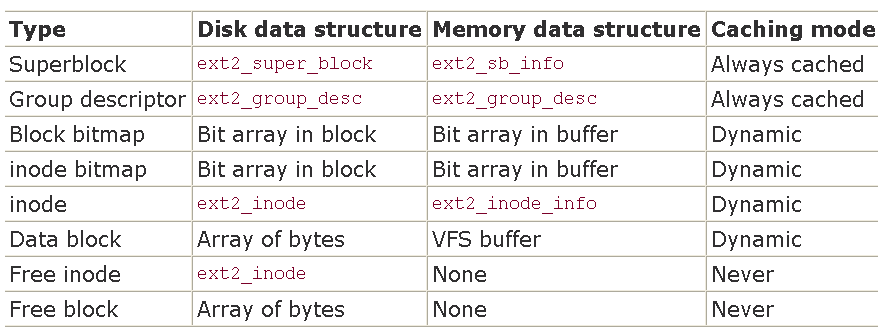 Type Disk data structure Memory data structure Caching mode
Superblock ext2_super_block ext2_sb_info Always cached
Group descriptor ext2_group_desc ext2_group_desc Always cached
Block bitmap Bit array in block Bit array in buffer Dynamic
inode bitmap Bit array in block Bit array in buffer Dynamic
inode ext2_inode ext2_inode_info Dynamic
Data block Array of bytes VFS buffer Dynamic
Free inode ext2_inode None Never
Free block Array of bytes None Never